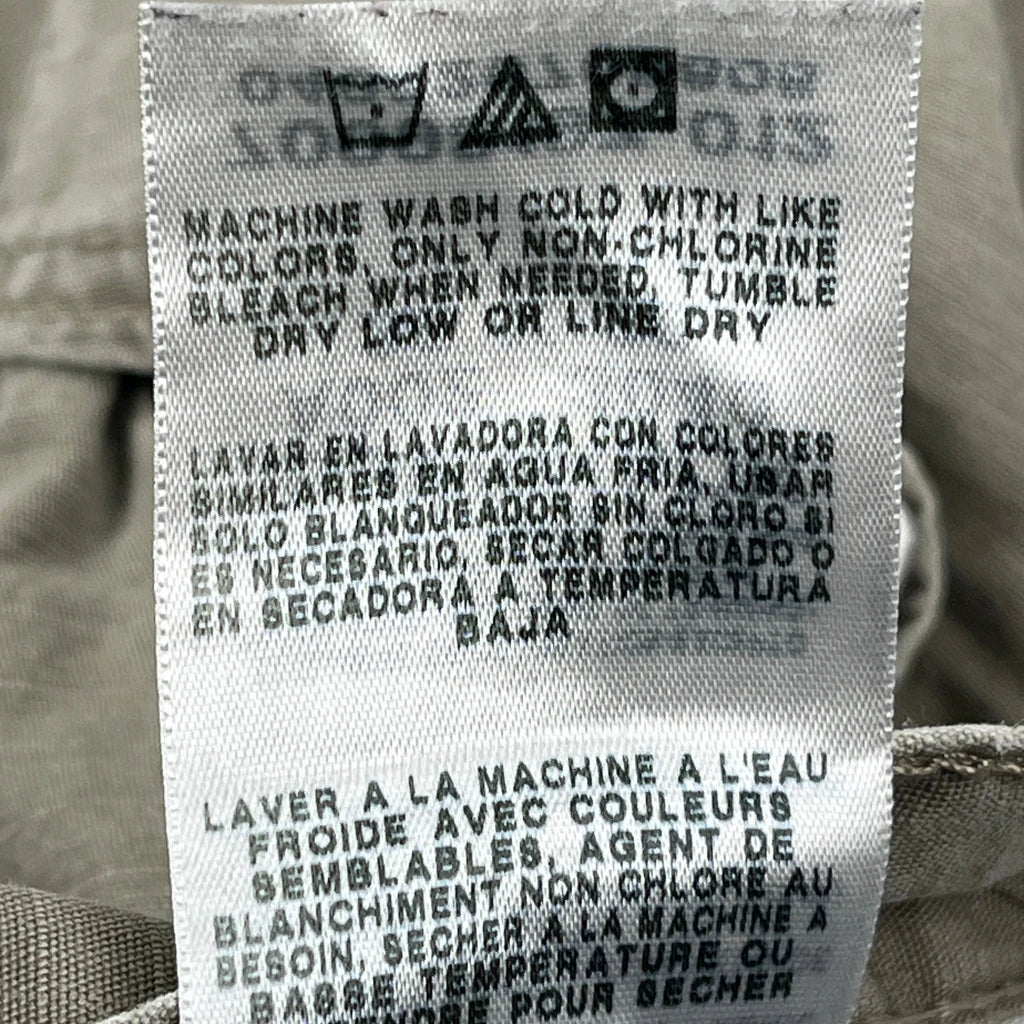 MACHINE WASH COLD WITH LIKE
COLORS, ONLY NON-CHLORINE
BLEACH WHEN NEEDED, TUMBLE
DRY LOW OR LINE DRY
LAVAR EN LAVADORA CON COLORES
SIMILARES EN AGUA FRIA, USAR
SOLO BLANQUEADOR SIN CLORO SI
ES NECESARIO, SECAR COLGADO O
EN SECADORA A TEMPERATURA
BAJA
LAVER A LA MACHINE A L'EAU
FROIDE AVEC COULEURS
SEMBLABLES, AGENT DE
BLANCHIMENT NON CHLORE AU
BESOIN, SECHER A LA MACHINE A
BASSE TEMPERATURE OU
POUR SECHER